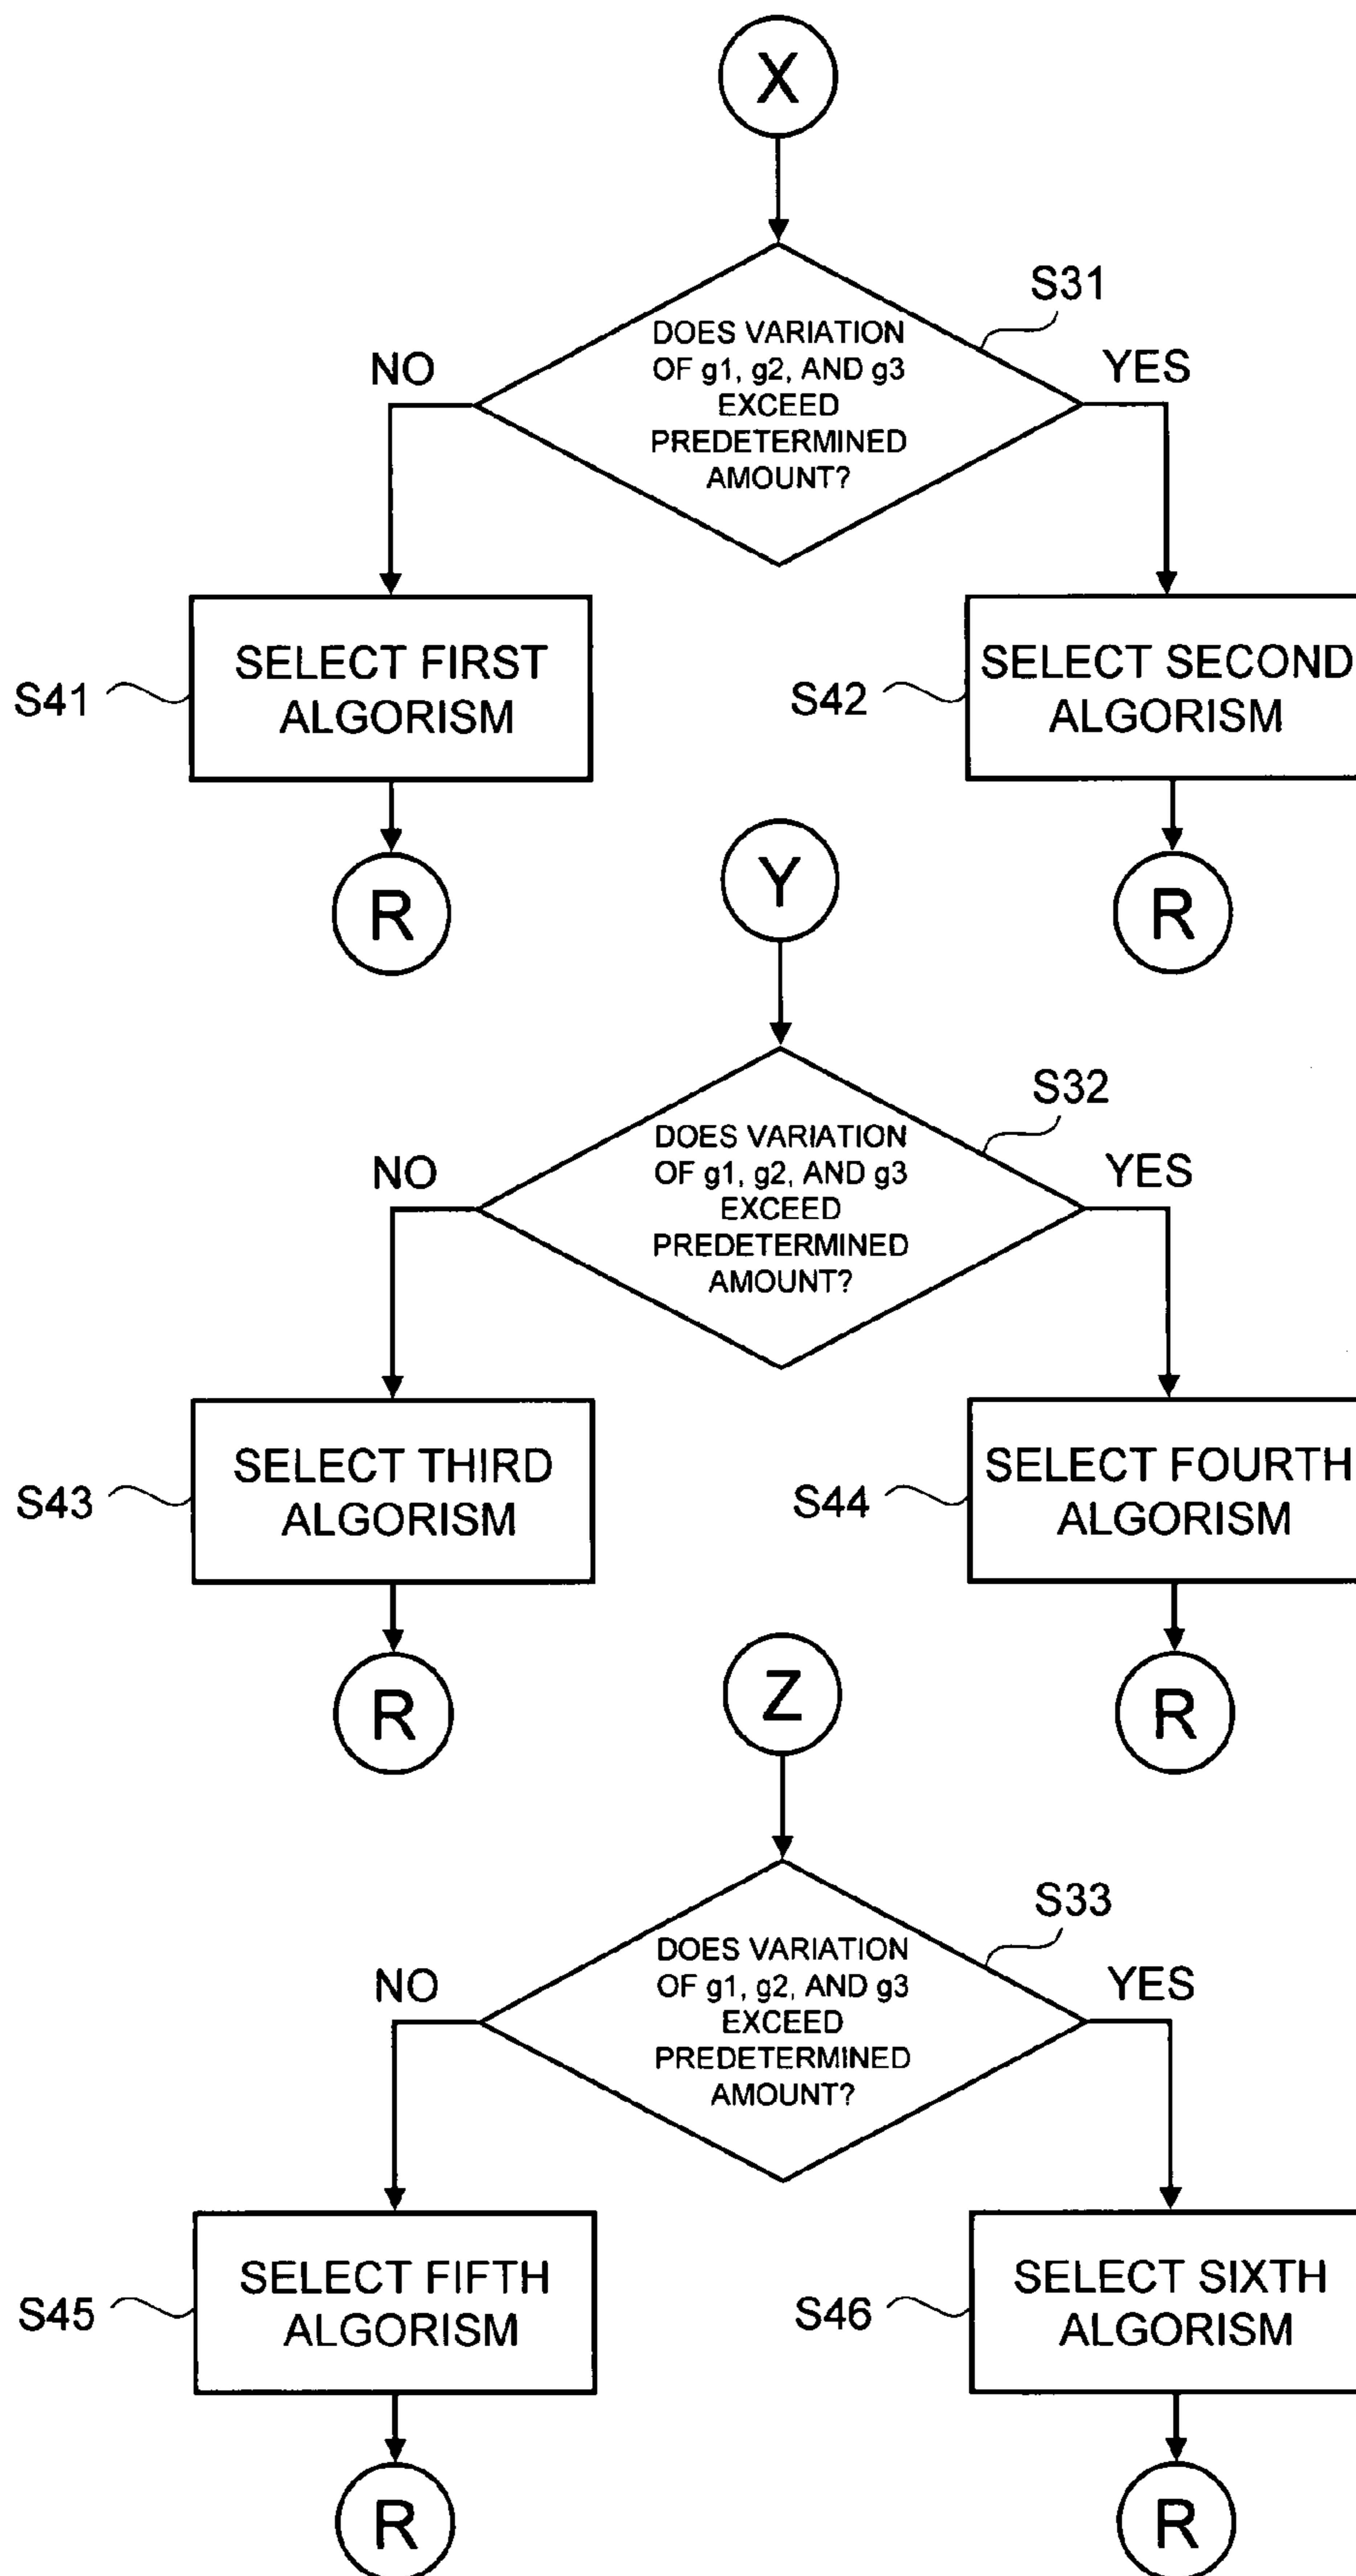 X
S31
DOES VARIATION
OF g1, g2, AND g3
EXCEED
PREDETERMINED
AMOUNT?
NO
YES
S41
SELECT FIRST
ALGORISM
S42
SELECT SECOND
ALGORISM
R
R
Y
S32
DOES VARIATION
OF g1, g2, AND g3
EXCEED
PREDETERMINED
AMOUNT?
NO
YES
S43
SELECT THIRD
ALGORISM
S44
SELECT FOURTH
ALGORISM
R
R
Z
S33
DOES VARIATION
OF g1, g2, AND g3
EXCEED
PREDETERMINED
AMOUNT?
NO
YES
S45
SELECT FIFTH
ALGORISM
S46
SELECT SIXTH
ALGORISM
R
R